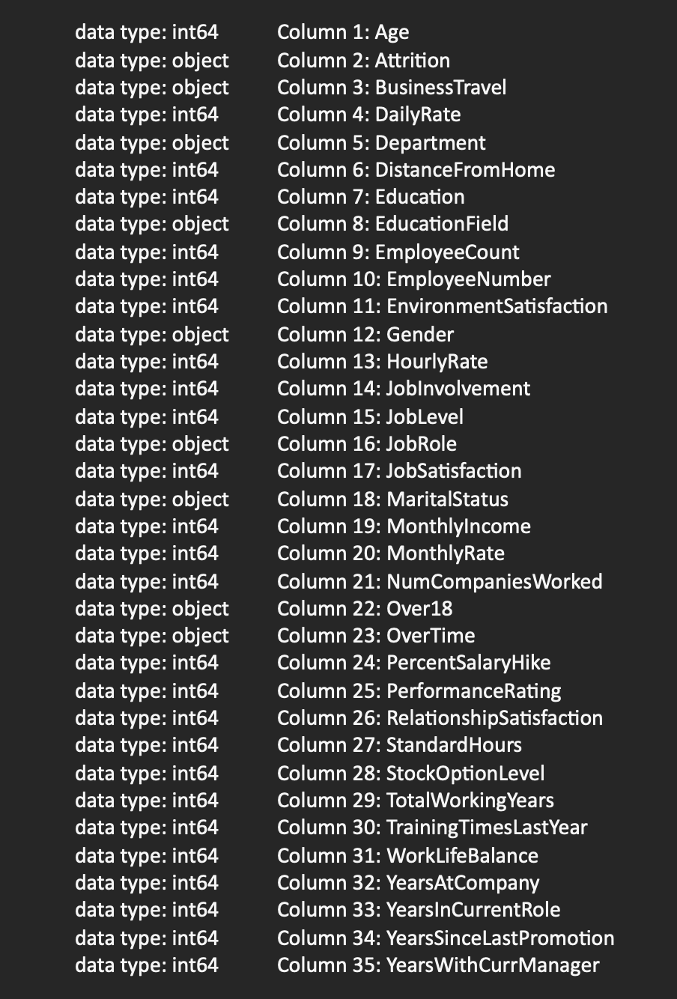 data type: int64 Column 1: Age
data type: object Column 2: Attrition
data type: object Column 3: BusinessTravel
data type: int64 Column 4: DailyRate
data type: object Column 5: Department
data type: int64 Column 6: DistanceFromHome
data type: int64 Column 7: Education
data type: object Column 8: EducationField
data type: int64 Column 9: EmployeeCount
data type: int64 Column 10: EmployeeNumber
data type: int64 Column 11: EnvironmentSatisfaction
data type: object Column 12: Gender
data type: int64 Column 13: HourlyRate
data type: int64 Column 14: JobInvolvement
data type: int64 Column 15: JobLevel
data type: object Column 16: JobRole
data type: int64 Column 17: JobSatisfaction
data type: object Column 18: MaritalStatus
data type: int64 Column 19: MonthlyIncome
data type: int64 Column 20: MonthlyRate
data type: int64 Column 21: NumCompaniesWorked
data type: object Column 22: Over18
data type: object Column 23: OverTime
data type: int64 Column 24: PercentSalaryHike
data type: int64 Column 25: PerformanceRating
data type: int64 Column 26: RelationshipSatisfaction
data type: int64 Column 27: StandardHours
data type: int64 Column 28: StockOptionLevel
data type: int64 Column 29: TotalWorkingYears
data type: int64 Column 30: TrainingTimesLastYear
data type: int64 Column 31: WorkLifeBalance
data type: int64 Column 32: YearsAtCompany
data type: int64 Column 33: YearsInCurrentRole
data type: int64 Column 34: YearsSinceLastPromotion
data type: int64 Column 35: YearsWithCurrManager